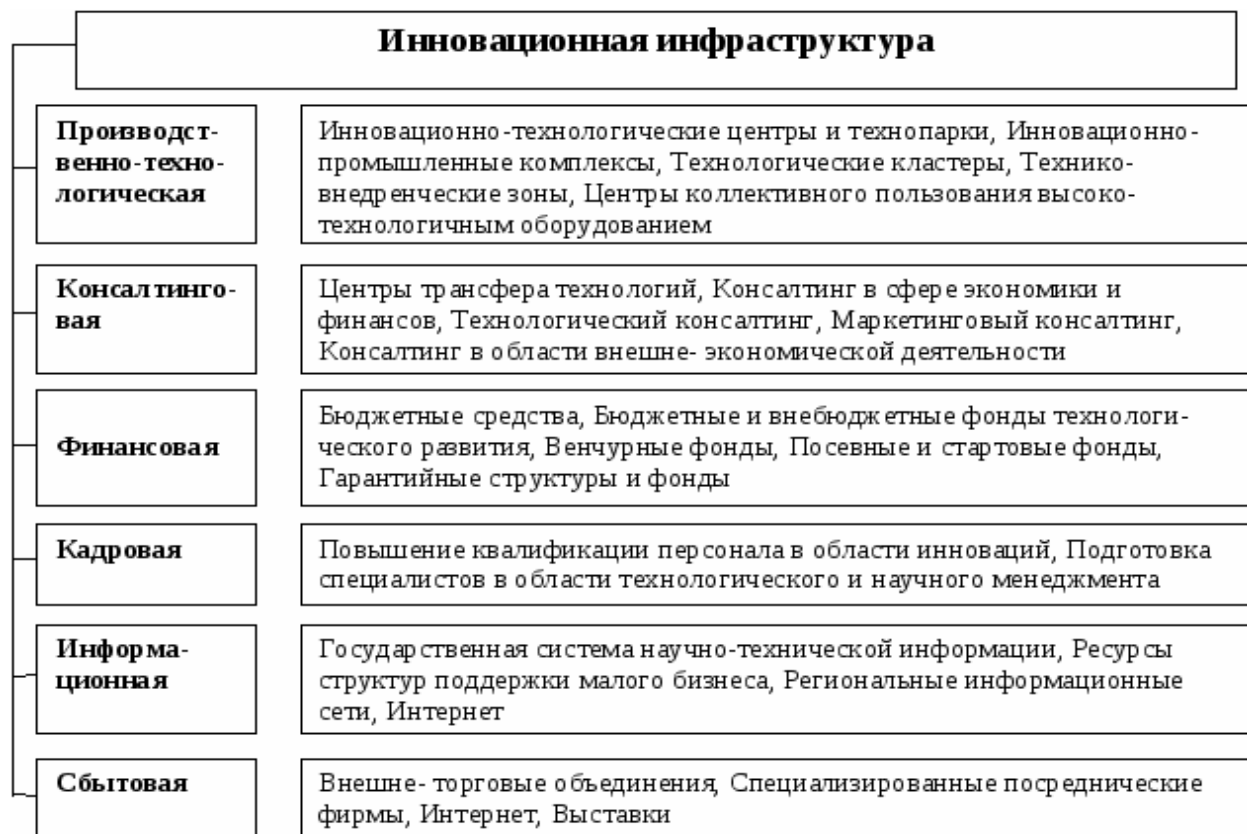 Инновационная инфраструктура
Производст-
венно-техно-
логическая
Инновационно-технологические центры и технопарки, Инновационно-
промышленные комплексы, Технологические кластеры, Технико-
внедренческие зоны, Центры коллективного пользования высоко-
технологичным оборудованием
Консалтинго-
вая
Центры трансфера технологий, Консалтинг в сфере экономики и
финансов, Технологический консалтинг, Маркетинговый консалтинг,
Консалтинг в области внешне- экономической деятельности
Финансовая
Бюджетные средства, Бюджетные и внебюджетные фонды технологи-
ческого развития, Венчурные фонды, Посевные и стартовые фонды,
Гарантийные структуры и фонды
Кадровая
Повышение квалификации персонала в области инноваций, Подготовка
специалистов в области технологического и научного менеджмента
Информа-
ционная
Государственная система научно-технической информации, Ресурсы
структур поддержки малого бизнеса, Региональные информационные
сети, Интернет
Сбытовая
Внешне- торговые объединения, Специализированные посреднические
фирмы, Интернет, Выставки